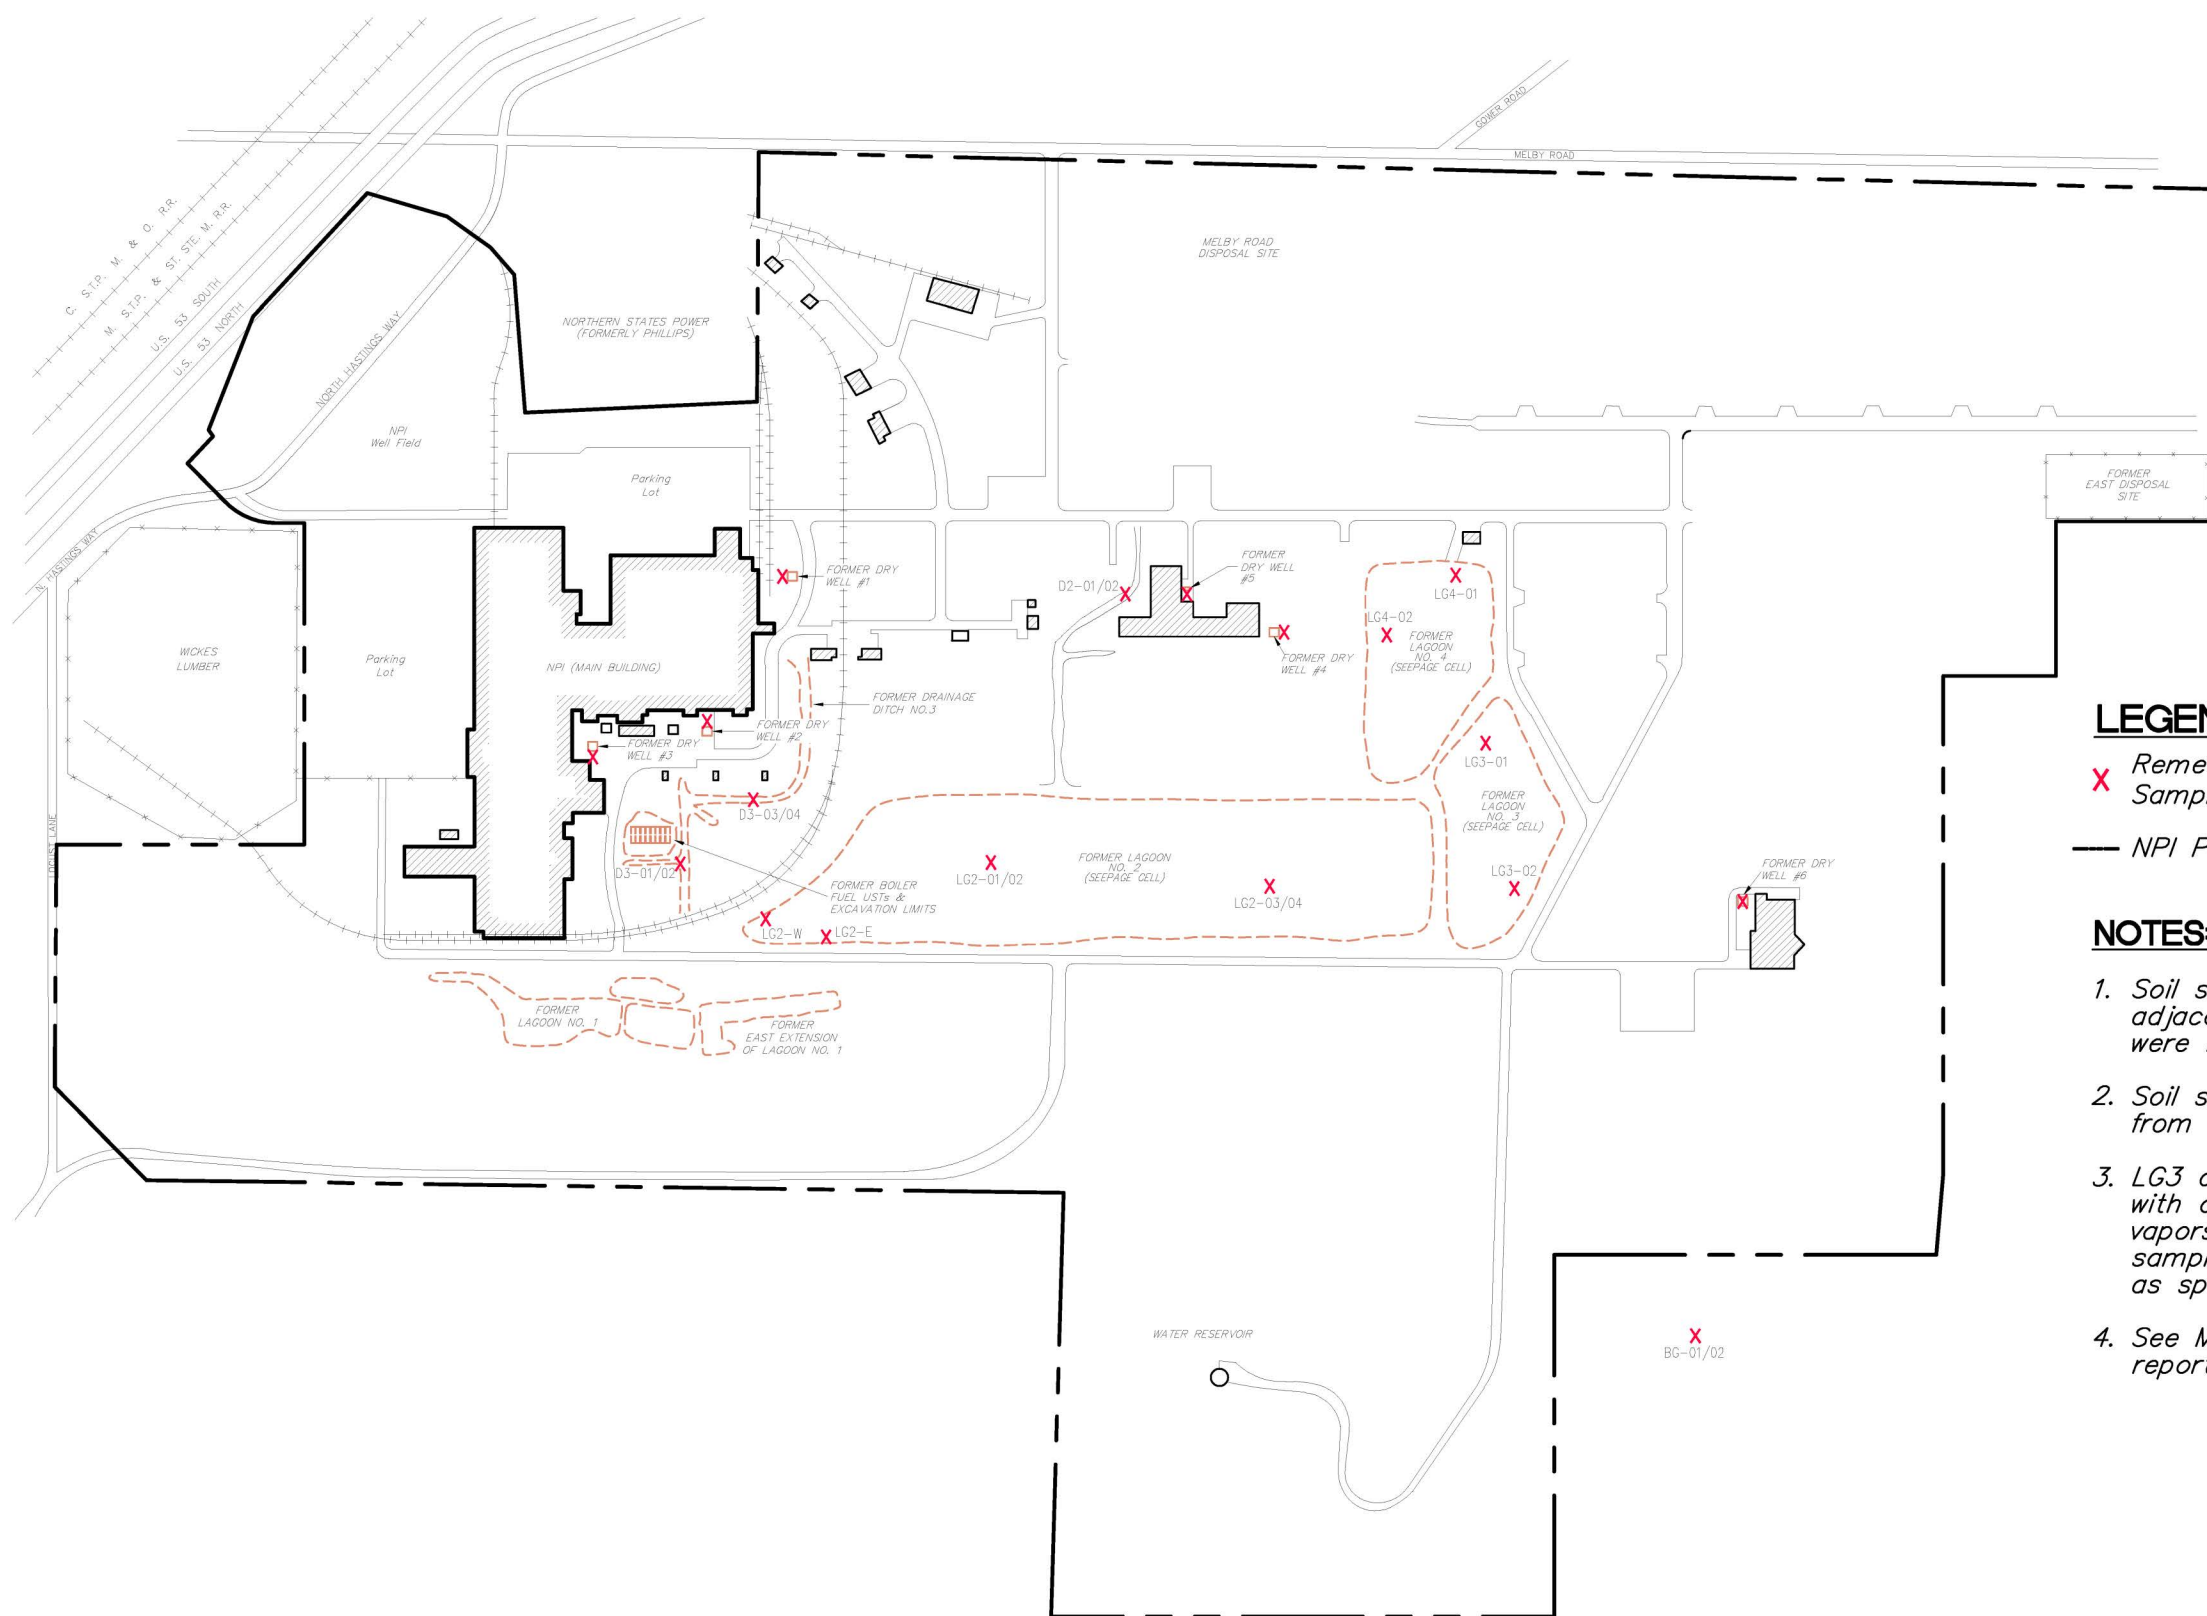 GOWER ROAD
MELBY ROAD
C. S.T.P. M. & O. R.R.
M. S.T.P. & ST. STE. M. R.R.
U.S. 53 SOUTH
U.S. 53 NORTH
NORTH HASTINGS WAY
MELBY ROAD
DISPOSAL SITE
NORTHERN STATES POWER
(FORMERLY PHILLIPS)
NPI
Well Field
Parking
Lot
FORMER
EAST DISPOSAL
SITE
N. HASTINGS WAY
FORMER DRY
WELL #1
D2-01/02
FORMER
DRY WELL
#5
LG4-01
LG4-02
FORMER
LAGOON
NO. 4
(SEEPAGE CELL)
WICKES
LUMBER
Parking
Lot
NPI (MAIN BUILDING)
FORMER DRY
WELL #4
FORMER DRAINAGE
DITCH NO.3
FORMER DRY
WELL #2
FORMER DRY
WELL #3
LG3-01
FORMER
LAGOON
NO. 3
(SEEPAGE CELL)
D3-03/04
LOCUST LANE
D3-01/02
FORMER BOILER
FUEL USTs &
EXCAVATION LIMITS
LG2-01/02
FORMER LAGOON
NO. 2
(SEEPAGE CELL)
LG2-03/04
LG3-02
FORMER DRY
WELL #6
LG2-W
LG2-E
FORMER
LAGOON NO. 1
FORMER
EAST EXTENSION
OF LAGOON NO. 1
WATER RESERVOIR
BG-01/02
LEGEN
X Reme
Samp
NPI P
NOTES:
1. Soil s
adjac
were
2. Soil s
from
3. LG3
with
vapors
samp
as sp
4. See M
repor